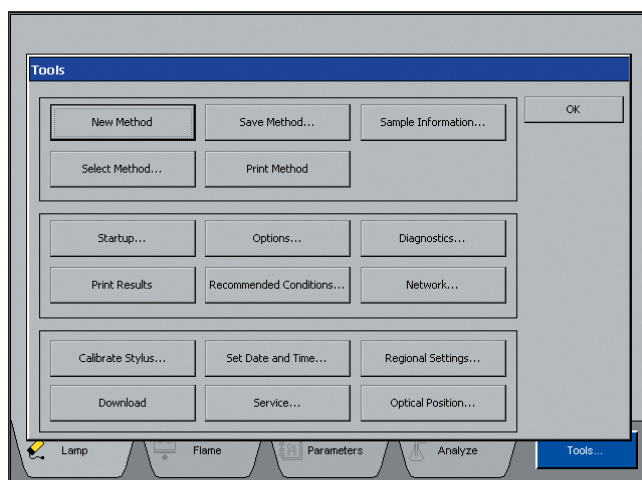 Tools
New Method Save Method... Sample Information... OK
Select Method... Print Method
Startup... Options... Diagnostics...
Print Results Recommended Conditions... Network...
Calibrate Stylus... Set Date and Time... Regional Settings...
Download Service... Optical Position...
Lamp Flame Parameters Analyze Tools...